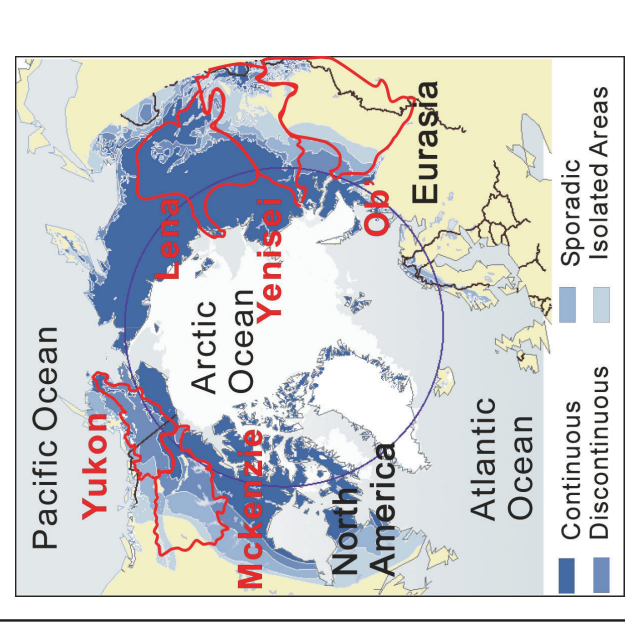 Pacific Ocean
Yukon
Mckenzie
North
America
Arctic
Ocean
Lena
Yenisei
Ob'
Eurasia
Atlantic
Ocean
Continuous
Discontinuous
Sporadic
Isolated Areas